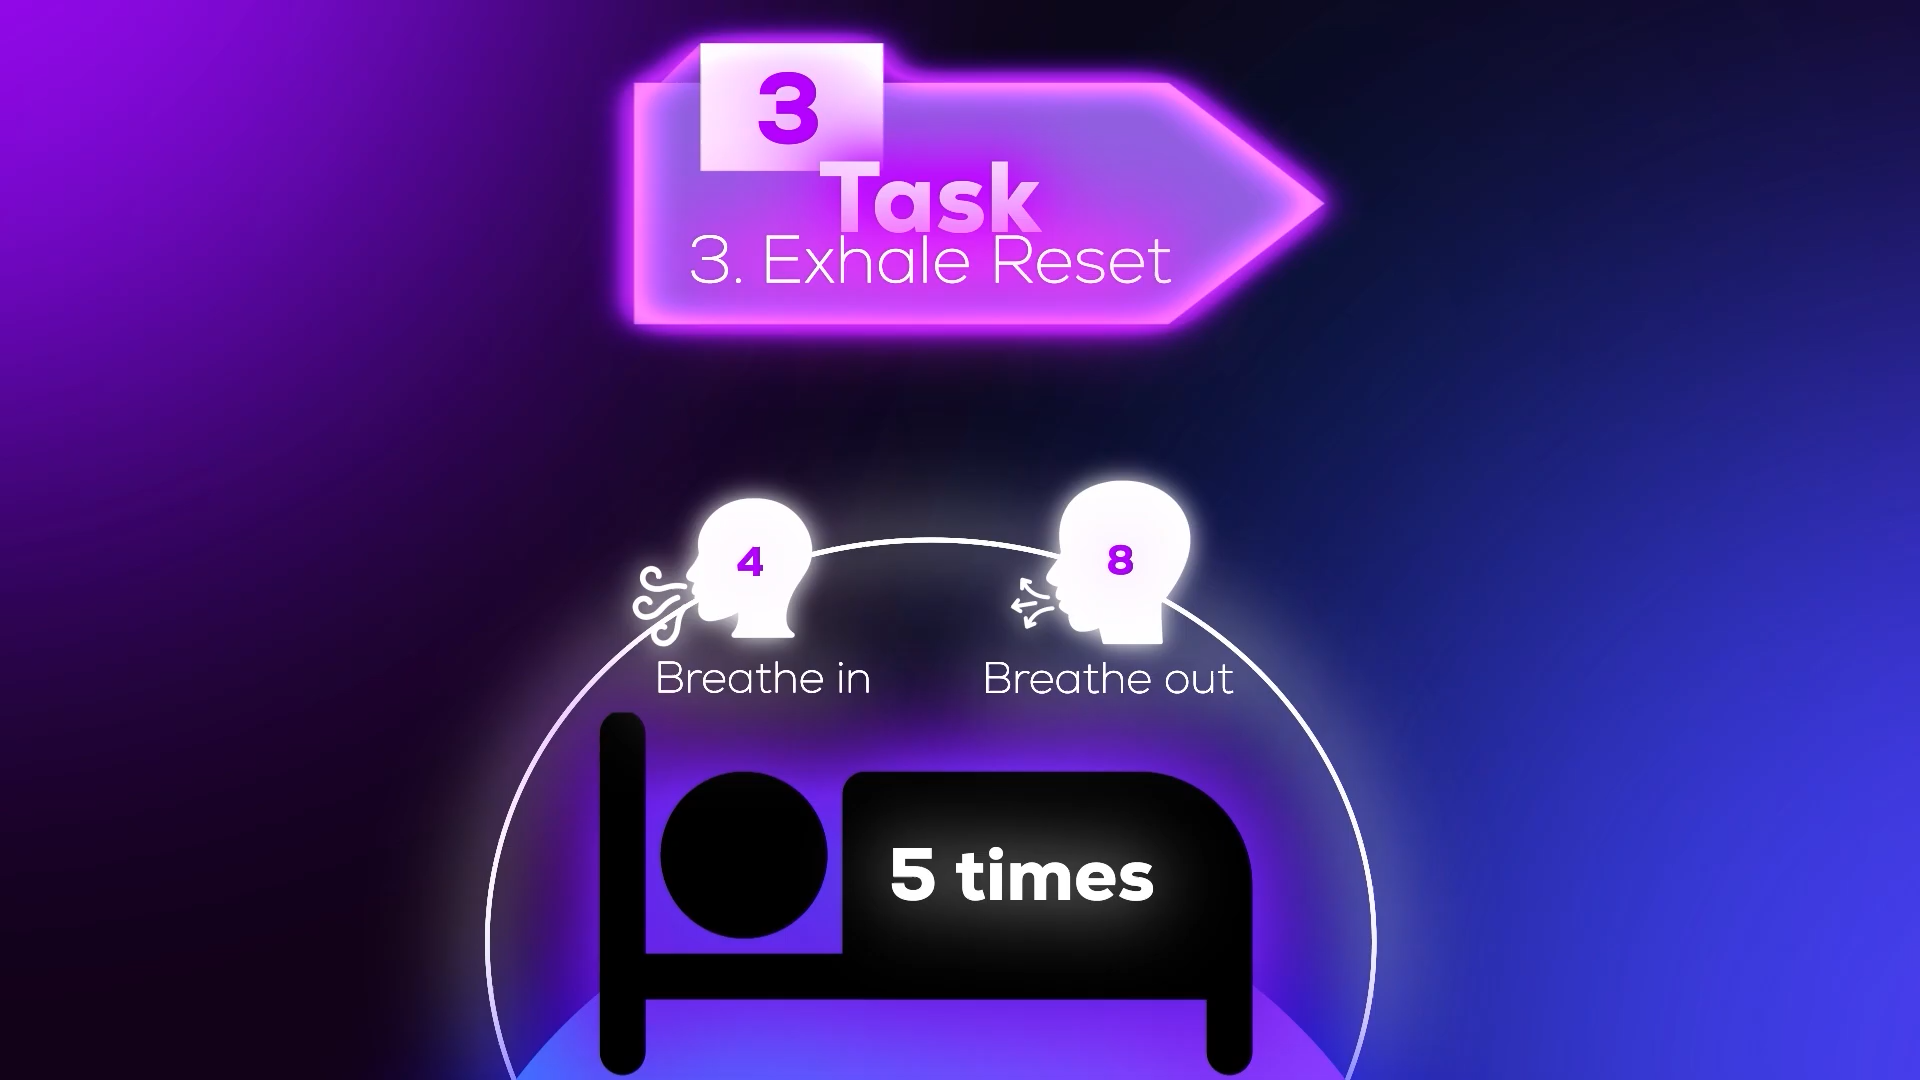 3
Task
3. Exhale Reset
4
8
Breathe in
Breathe out
5 times